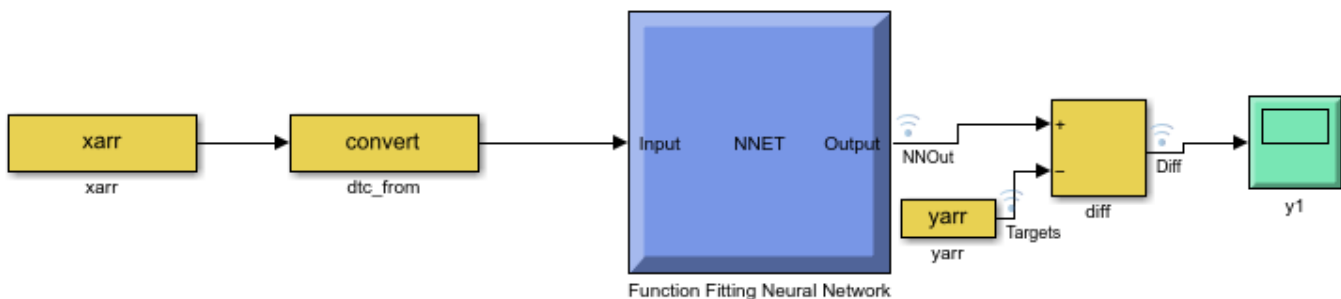 xarr
xarr
convert
dtc_from
Input NNET Output
Function Fitting Neural Network
NNOut
yarr
yarr
Targets
+
−
diff
Diff
y1